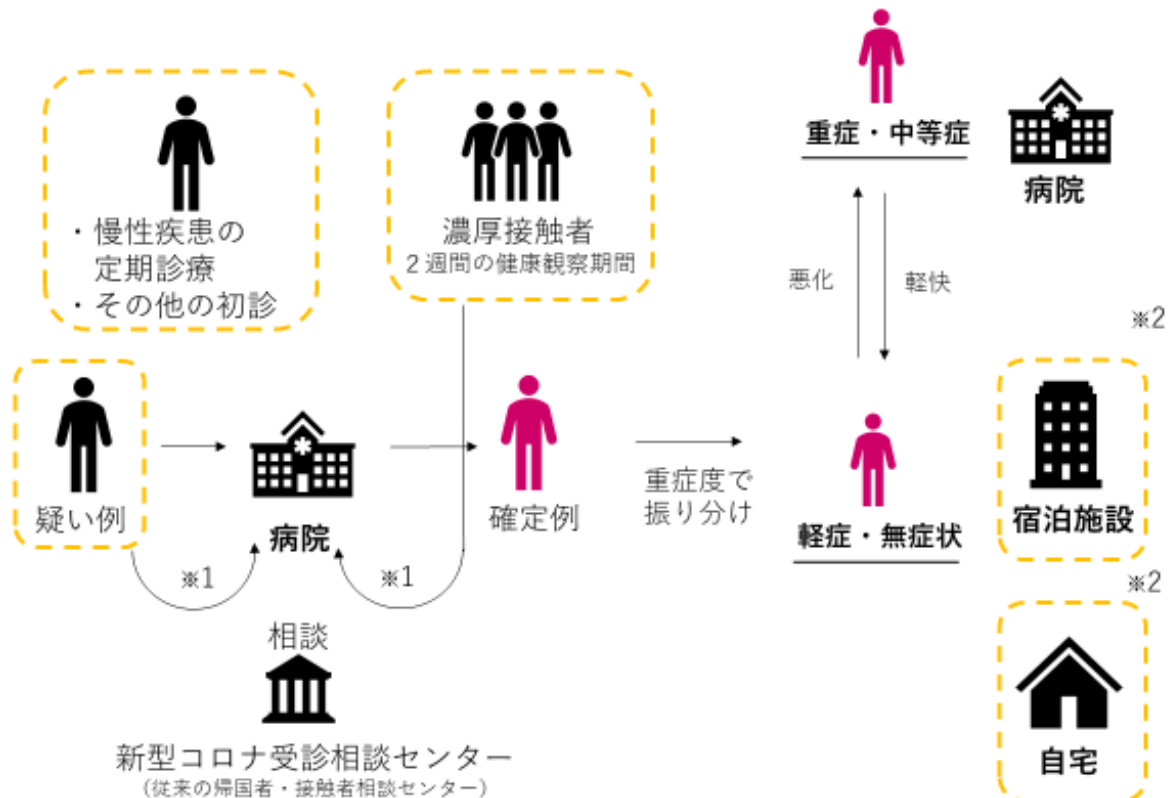 ・慢性疾患の
定期診療
・その他の初診
濃厚接触者
2週間の健康観察期間
重症・中等症
病院
悪化
軽快
※2
疑い例
病院
確定例
重症度で
振り分け
軽症・無症状
宿泊施設
※1
※1
※2
相談
新型コロナ受診相談センター
（従来の帰国者・接触者相談センター）
自宅